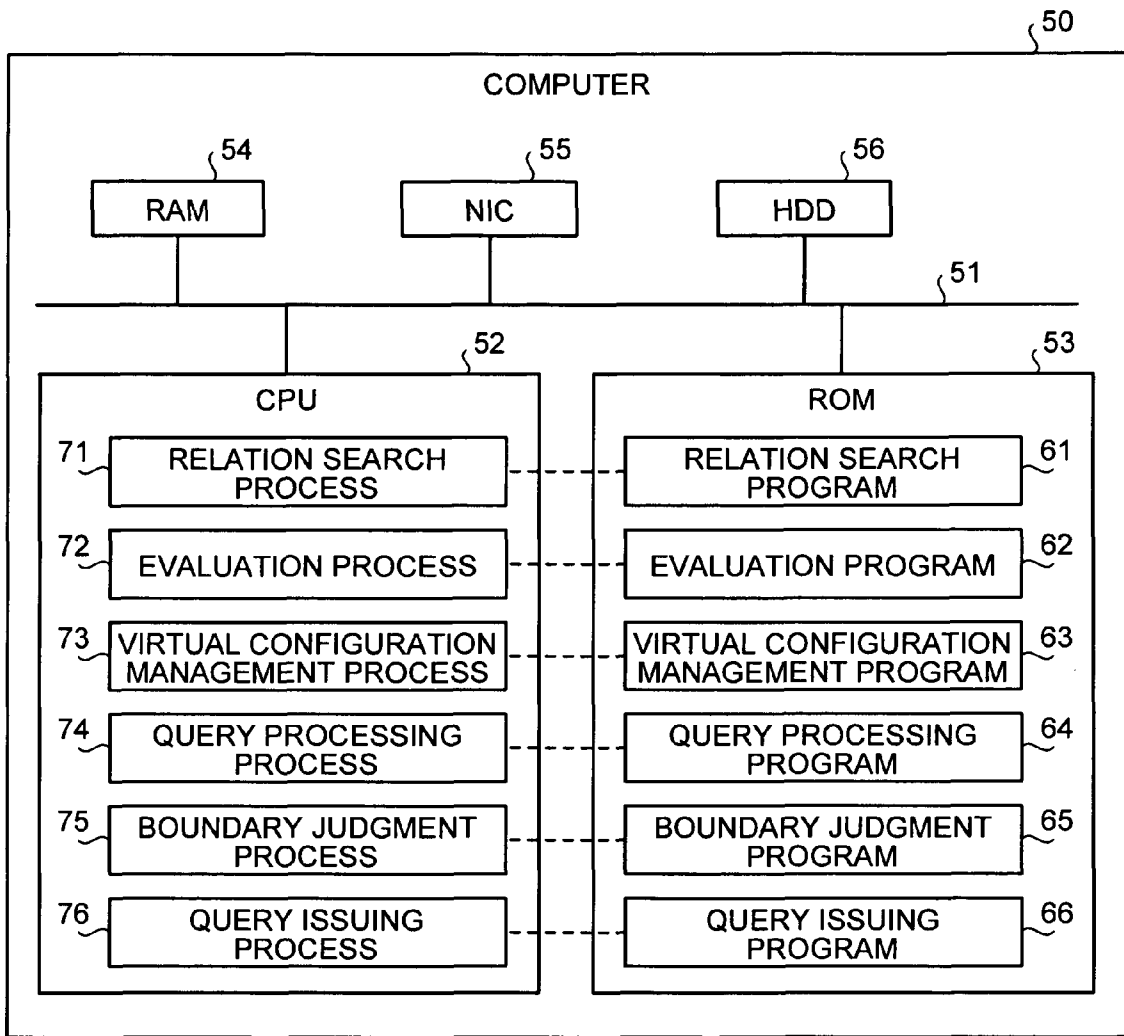 50
COMPUTER
54
55
56
RAM
NIC
HDD
51
52
53
CPU
ROM
71
RELATION SEARCH
PROCESS
RELATION SEARCH
PROGRAM
61
72
EVALUATION PROCESS
EVALUATION PROGRAM
62
73
VIRTUAL CONFIGURATION
MANAGEMENT PROCESS
VIRTUAL CONFIGURATION
MANAGEMENT PROGRAM
63
74
QUERY PROCESSING
PROCESS
QUERY PROCESSING
PROGRAM
64
75
BOUNDARY JUDGMENT
PROCESS
BOUNDARY JUDGMENT
PROGRAM
65
76
QUERY ISSUING
PROCESS
QUERY ISSUING
PROGRAM
66